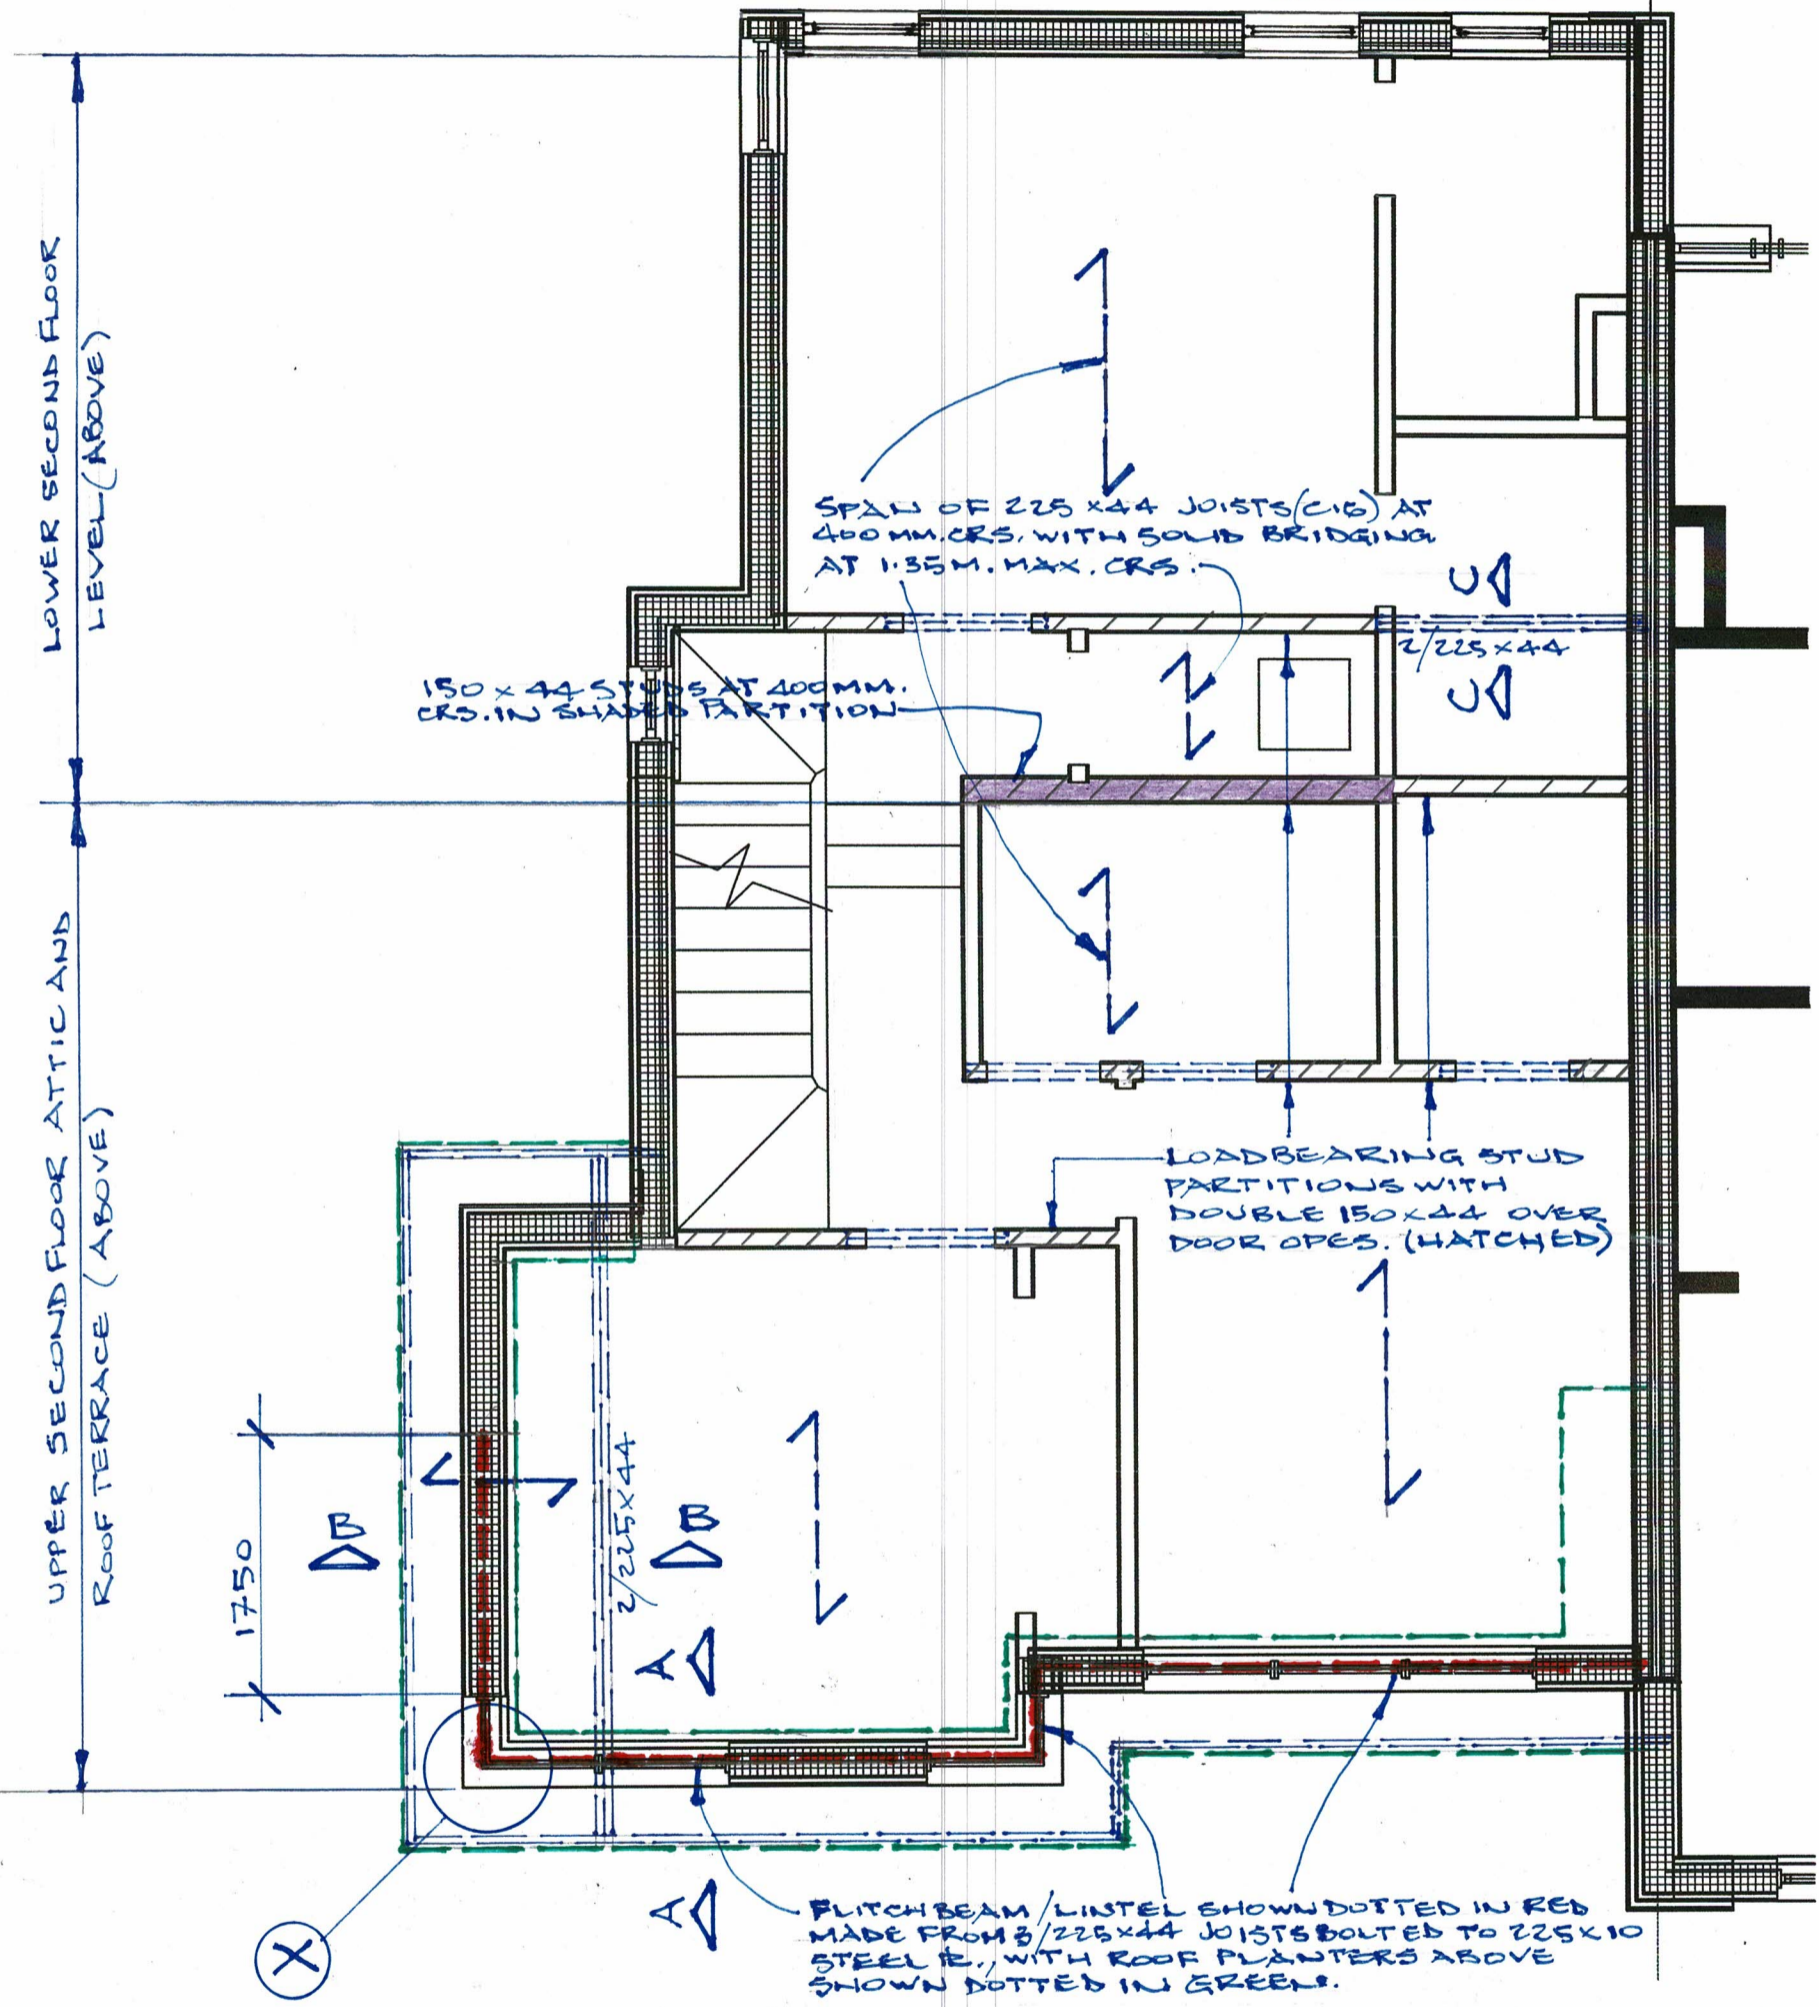 LOWER SECOND FLOOR
LEVEL (ABOVE)
SPAN OF 225 X 44 JOISTS (C16) AT
400 MM. CRS. WITH SOLID BRIDGING
AT 1.35 M. MAX. CRS.
C
2/225 X 44
C
150 X 44 STUDS AT 400 MM.
CRS. IN SHADED PARTITION
UPPER SECOND FLOOR ATTIC AND
ROOF TERRACE (ABOVE)
LOADBEARING STUD
PARTITIONS WITH
DOUBLE 150 X 44 OVER
DOOR OPES. (HATCHED)
1750
B
B
2/225 X 44
A
A
X
FLITCH BEAM / LINTEL SHOWN DOTTED IN RED
MADE FROM 3/225 X 44 JOISTS BOLTED TO 225 X 10
STEEL PL., WITH ROOF PLANTERS ABOVE
SHOWN DOTTED IN GREEN.